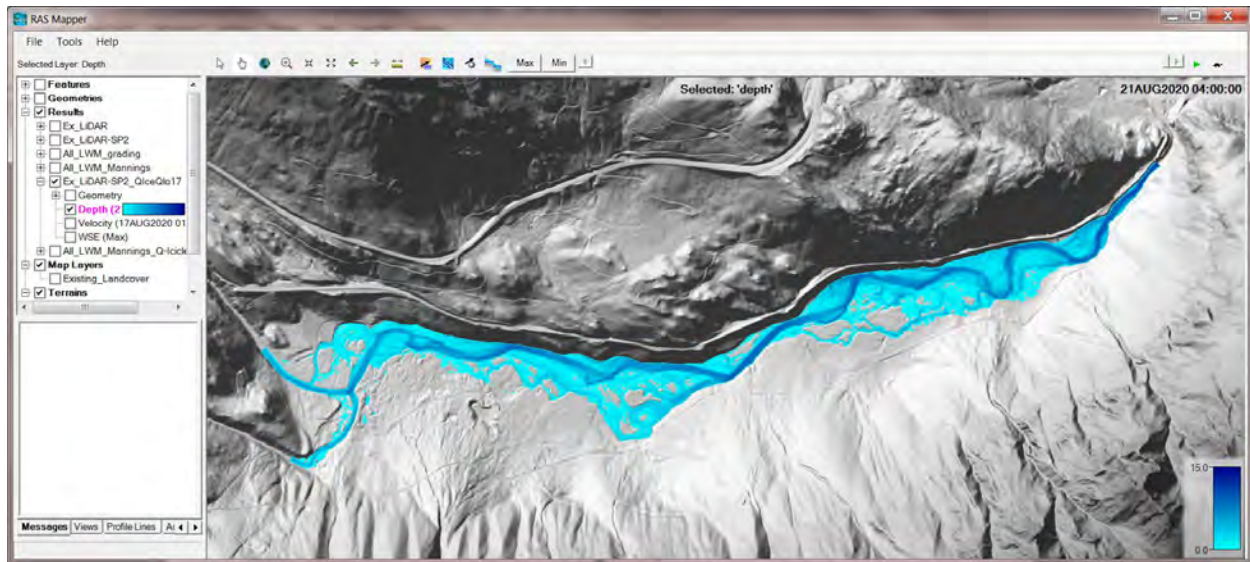 RAS Mapper
File Tools Help
Selected Layer: Depth
Max Min
Selected: 'depth'
21AUG2020 04:00:00
Features
Geometries
Results
Ex_LiDAR
Ex_LiDAR-SP2
All_LWM_grading
All_LWM_Mannings
Ex_LiDAR-SP2_QIceQlo17
Geometry
Depth (2
Velocity (17AUG2020 01
WSE (Max)
All_LWM_Mannings_Q-Icicl
Map Layers
Existing_Landcover
Terrains
Messages Views Profile Lines
15.0
0.0